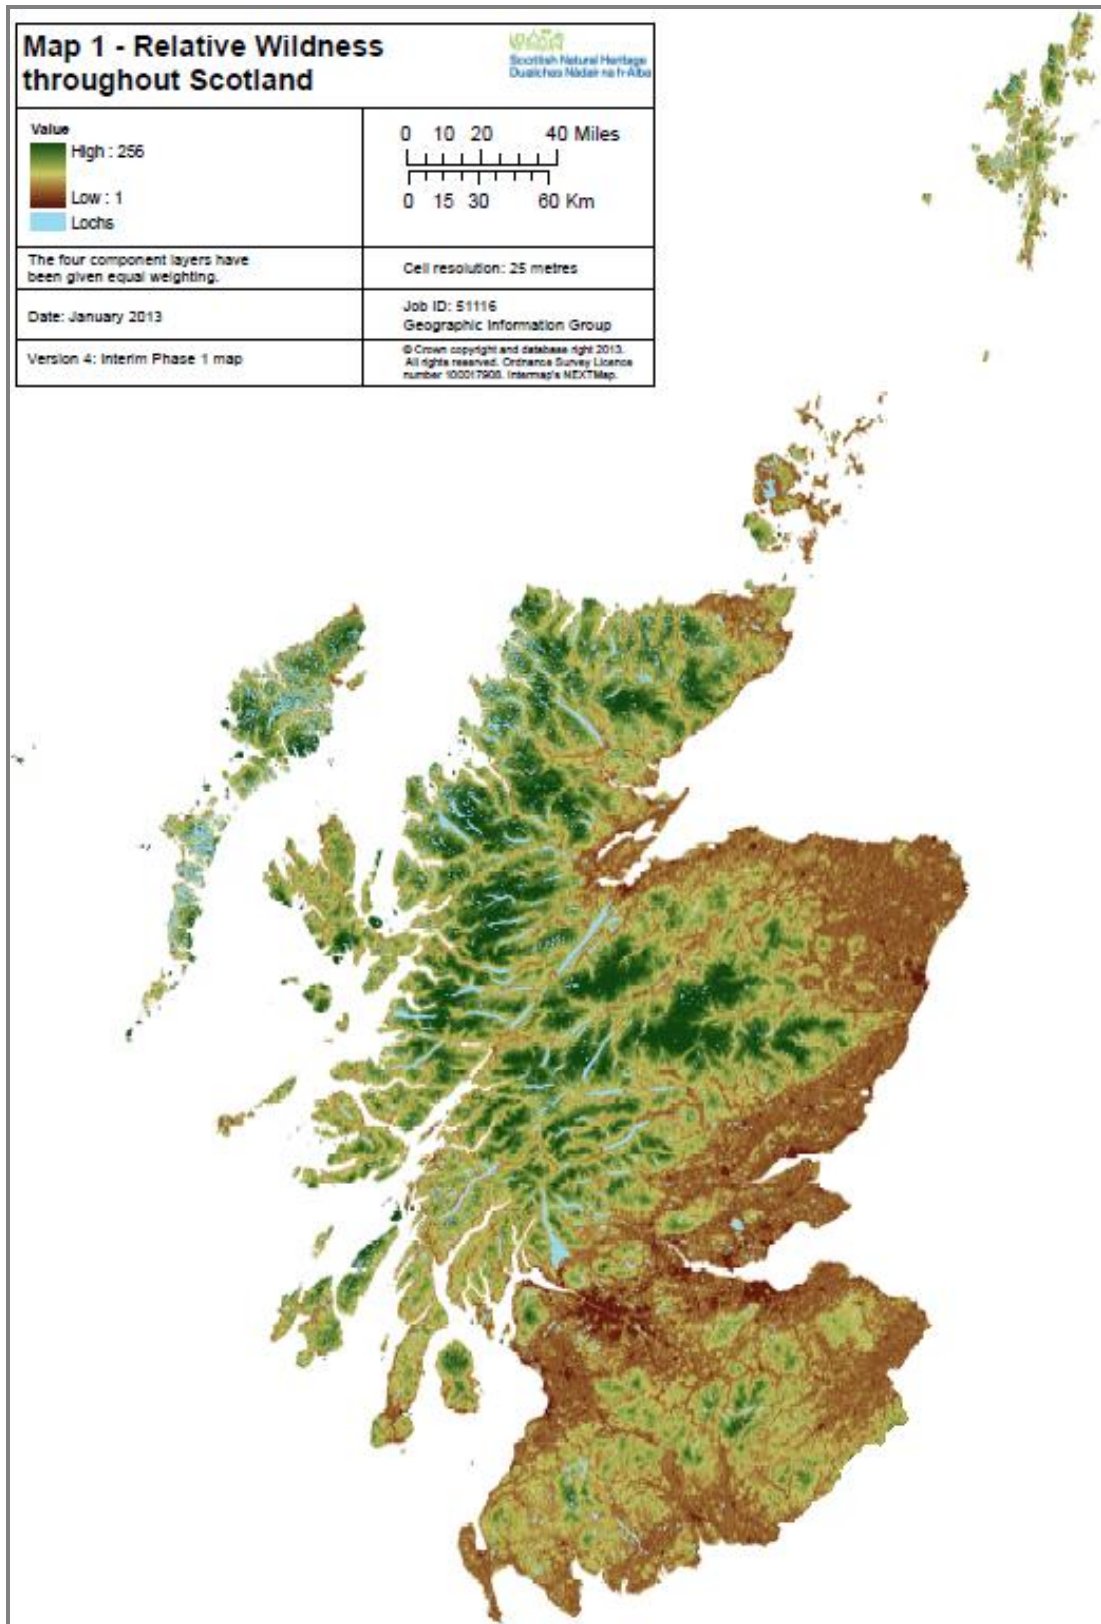 Map 1 - Relative Wildness
throughout Scotland
Scottish Natural Heritage
Dualchas Nàdair na h-Alba
Value
High : 256
Low : 1
Lochs
0 10 20 40 Miles
0 15 30 60 Km
The four component layers have
been given equal weighting.
Cell resolution: 25 metres
Date: January 2013
Job ID: 51116
Geographic Information Group
Version 4: Interim Phase 1 map
© Crown copyright and database right 2013.
All rights reserved. Ordnance Survey Licence
number 100017908. Intermap's NEXTMap.